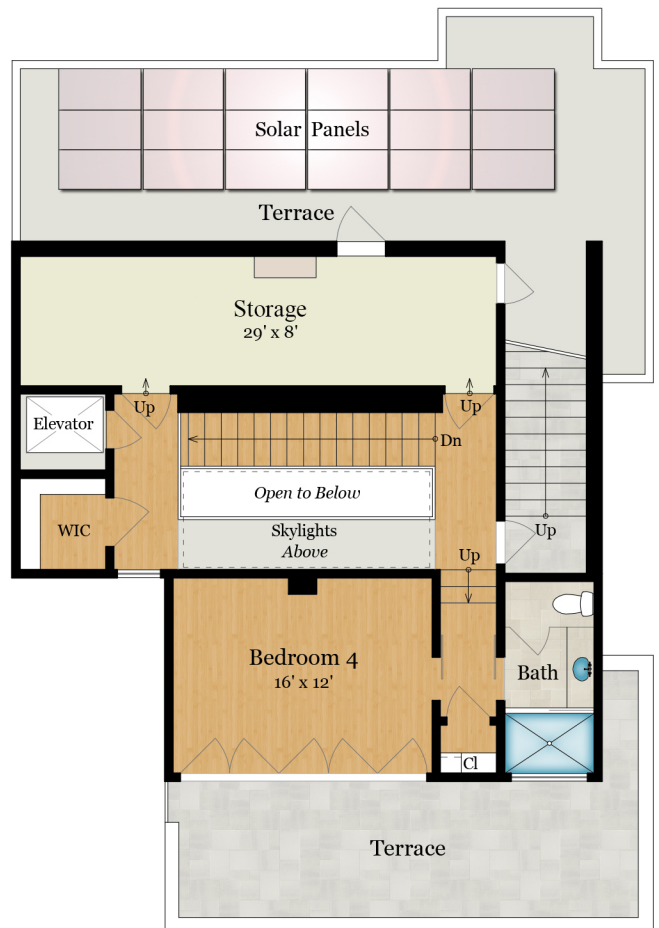 Solar Panels
Terrace
Storage
29' x 8'
Up
Up
Elevator
Dn
Open to Below
WIC
Skylights
Above
Up
Up
Bedroom 4
16' x 12'
Bath
Cl
Terrace